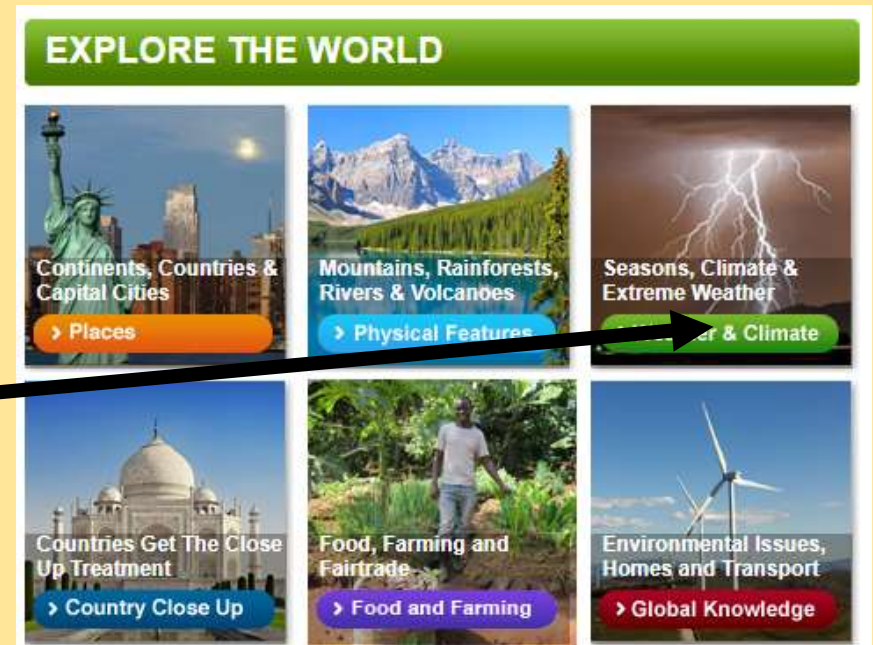 EXPLORE THE WORLD
Continents, Countries &
Capital Cities
> Places
Mountains, Rainforests,
Rivers & Volcanoes
> Physical Features
Seasons, Climate &
Extreme Weather
& Climate
Countries Get The Close
Up Treatment
> Country Close Up
Food, Farming and
Fairtrade
> Food and Farming
Environmental Issues,
Homes and Transport
> Global Knowledge